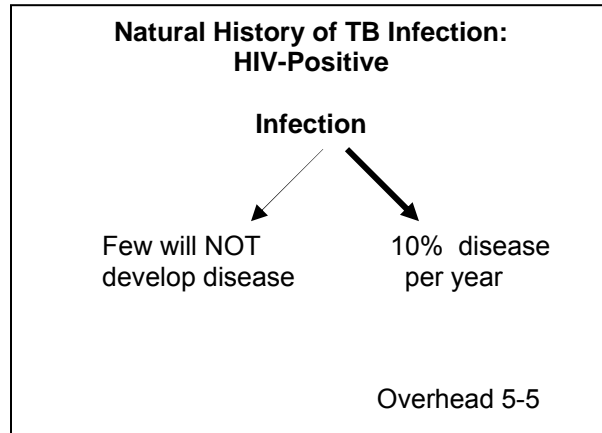 Natural History of TB Infection:
HIV-Positive
Infection
Few will NOT
develop disease
10% disease
per year
Overhead 5-5